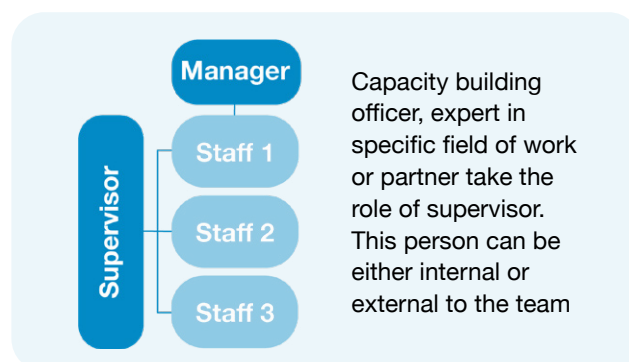 Manager
Supervisor
Staff 1
Staff 2
Staff 3
Capacity building
officer, expert in
specific field of work
or partner take the
role of supervisor.
This person can be
either internal or
external to the team